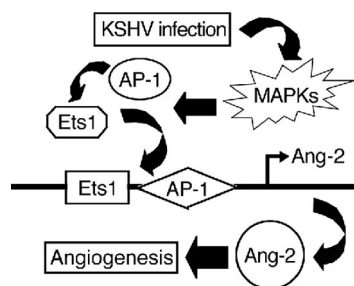 KSHV infection
AP-1
MAPKs
Ets1
Ang-2
Ets1
AP-1
Angiogenesis
Ang-2